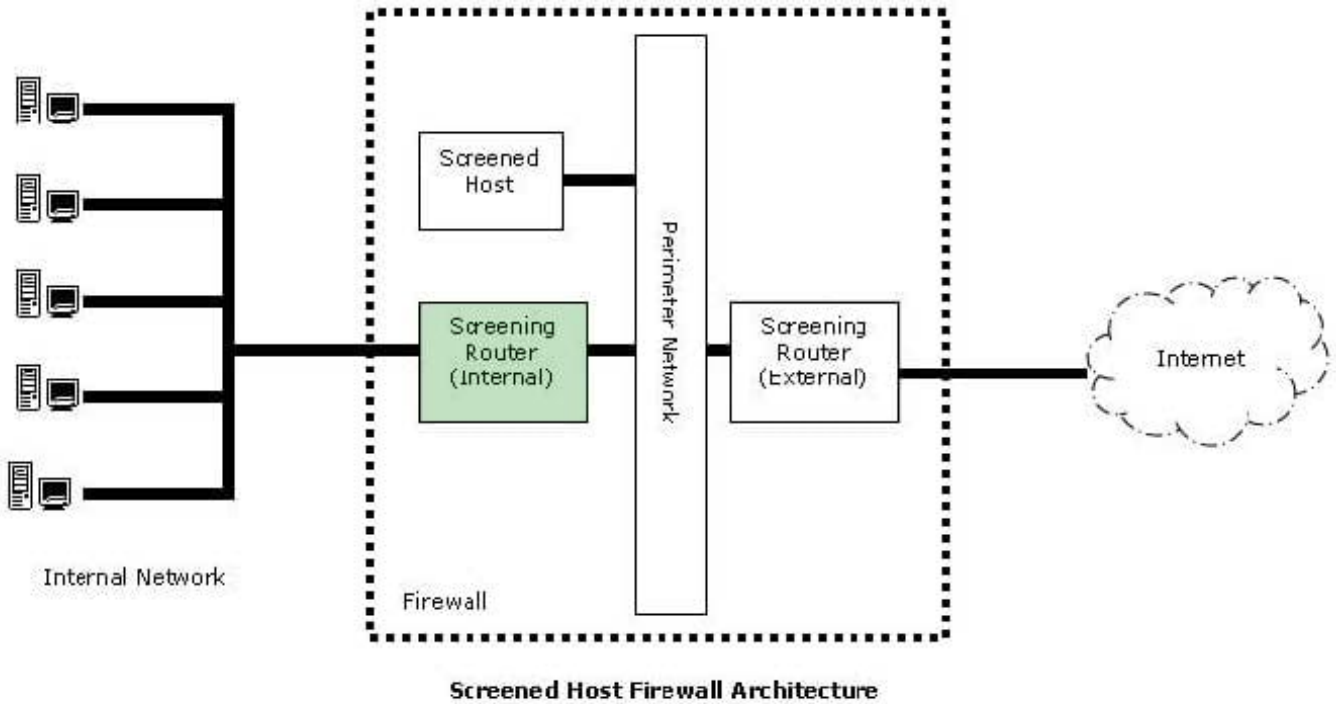 Screened
Host
Perimeter Network
Screening
Router
(Internal)
Screening
Router
(External)
Internet
Internal Network
Firewall
Screened Host Firewall Architecture